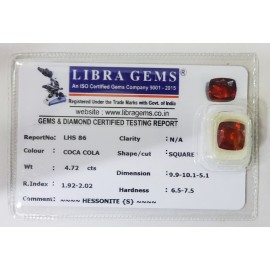 LIBRA GEMS
An ISO Certified Gems Company 9001 - 2015
Registered Under the Trade Marks with Govt. of India
website : www.libragems.com
GEMS & DIAMOND CERTIFIED TESTING REPORT
ReportNo: LHS 86 Clarity N/A
Colour COCA COLA Shape/cut SQUARE
Wt 4.72 cts Dimension 9.9-10.1-5.1
R.Index 1.92-2.02 Hardness 6.5-7.5
Comment ~~~~ HESSONITE {S} ~~~~
www.libragems.co.in